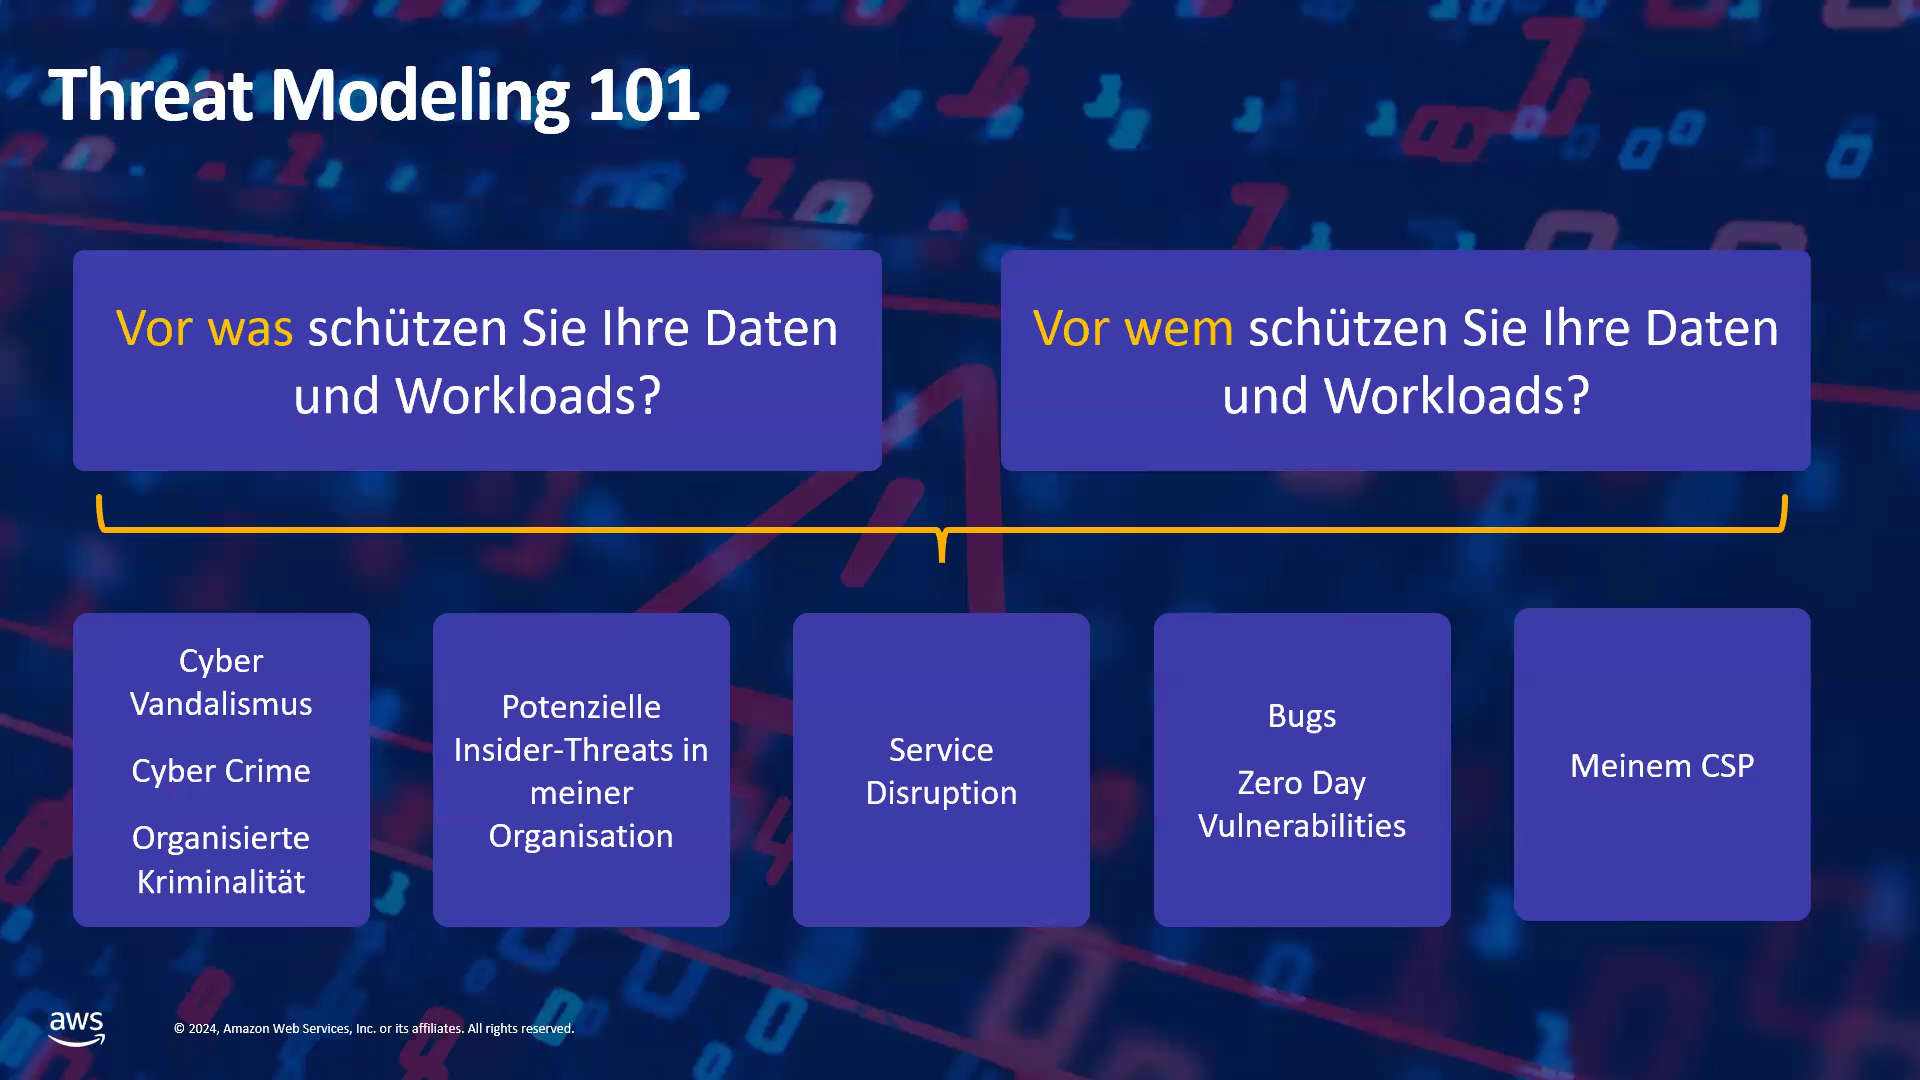 Threat Modeling 101
Vor was schützen Sie Ihre Daten
und Workloads?
Vor wem schützen Sie Ihre Daten
und Workloads?
Cyber
Vandalismus
Cyber Crime
Organisierte
Kriminalität
Potenzielle
Insider-Threats in
meiner
Organisation
Service
Disruption
Bugs
Zero Day
Vulnerabilities
Meinem CSP
aws
© 2024, Amazon Web Services, Inc. or its affiliates. All rights reserved.